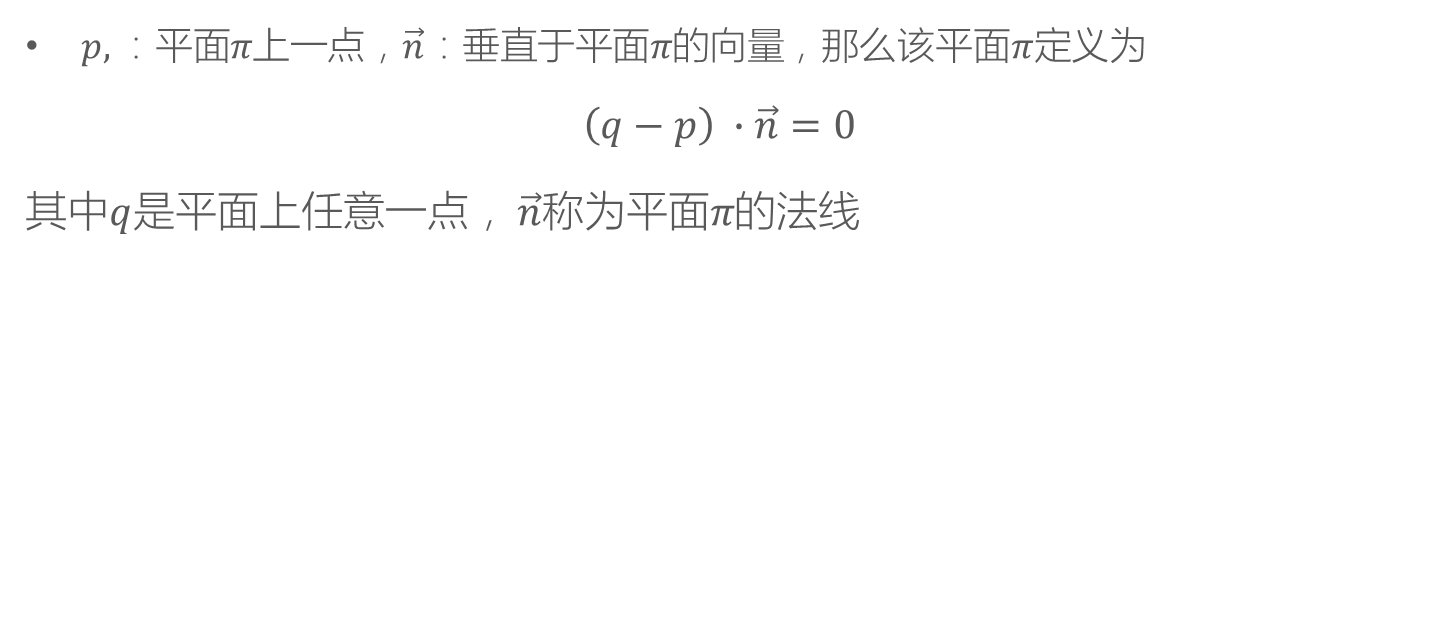 • p, : 平面π上一点, n⃗ : 垂直于平面π的向量, 那么该平面π定义为
(q − p) · n⃗ = 0
其中q是平面上任意一点, n⃗称为平面π的法线